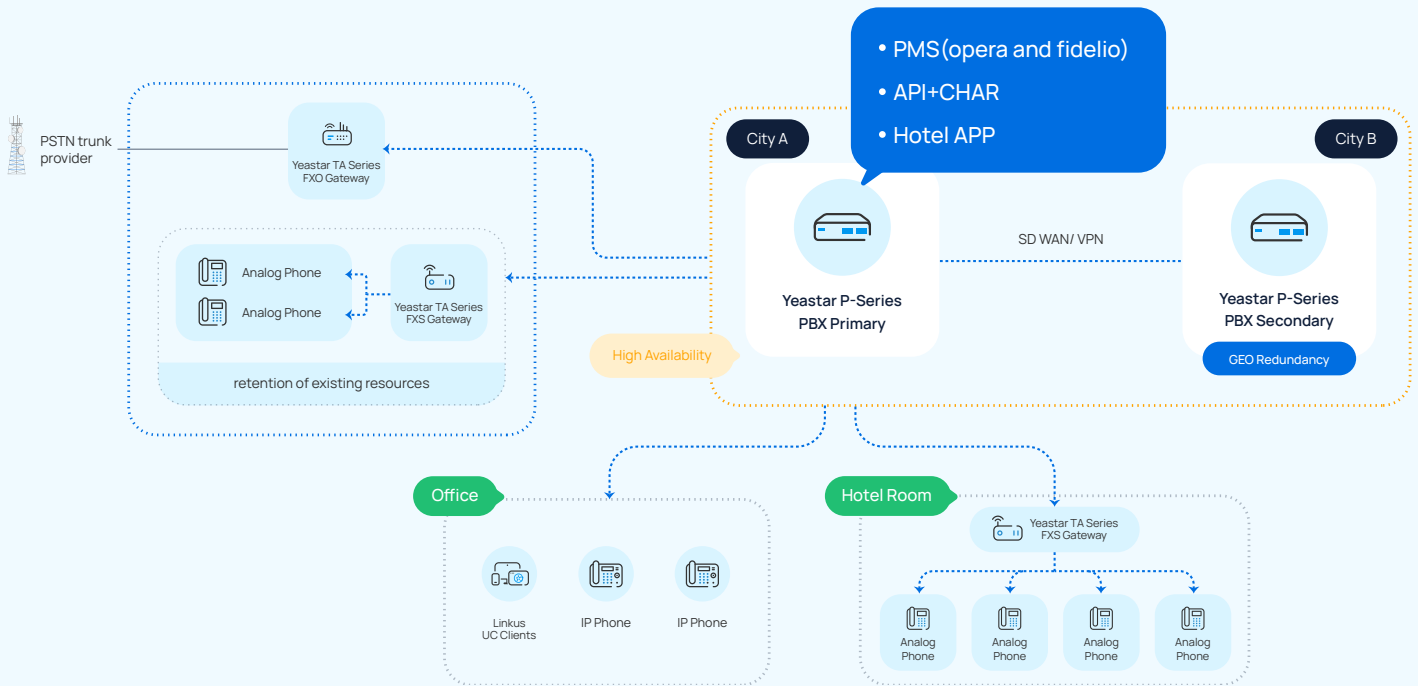 • PMS(opera and fidelio)
• API+CHAR
• Hotel APP
City A
City B
PSTN trunk
provider
Yeastar TA Series
FXO Gateway
Analog Phone
Analog Phone
Yeastar TA Series
FXS Gateway
retention of existing resources
SD WAN/ VPN
Yeastar P-Series
PBX Primary
Yeastar P-Series
PBX Secondary
GEO Redundancy
High Availability
Office
Linkus
UC Clients
IP Phone
IP Phone
Hotel Room
Yeastar TA Series
FXS Gateway
Analog
Phone
Analog
Phone
Analog
Phone
Analog
Phone